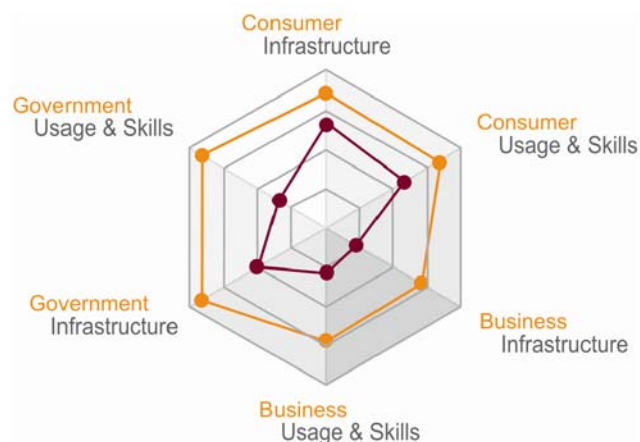 Consumer
Infrastructure
Government
Usage & Skills
Consumer
Usage & Skills
Government
Infrastructure
Business
Infrastructure
Business
Usage & Skills